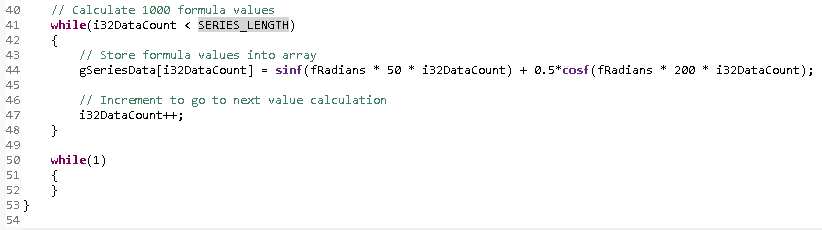 40 // Calculate 1000 formula values
41 while(i32DataCount < SERIES_LENGTH)
42 {
43 // Store formula values into array
44 gSeriesData[i32DataCount] = sinf(fRadians * 50 * i32DataCount) + 0.5*cosf(fRadians * 200 * i32DataCount);
45
46 // Increment to go to next value calculation
47 i32DataCount++;
48 }
49
50 while(1)
51 {
52 }
53 }
54